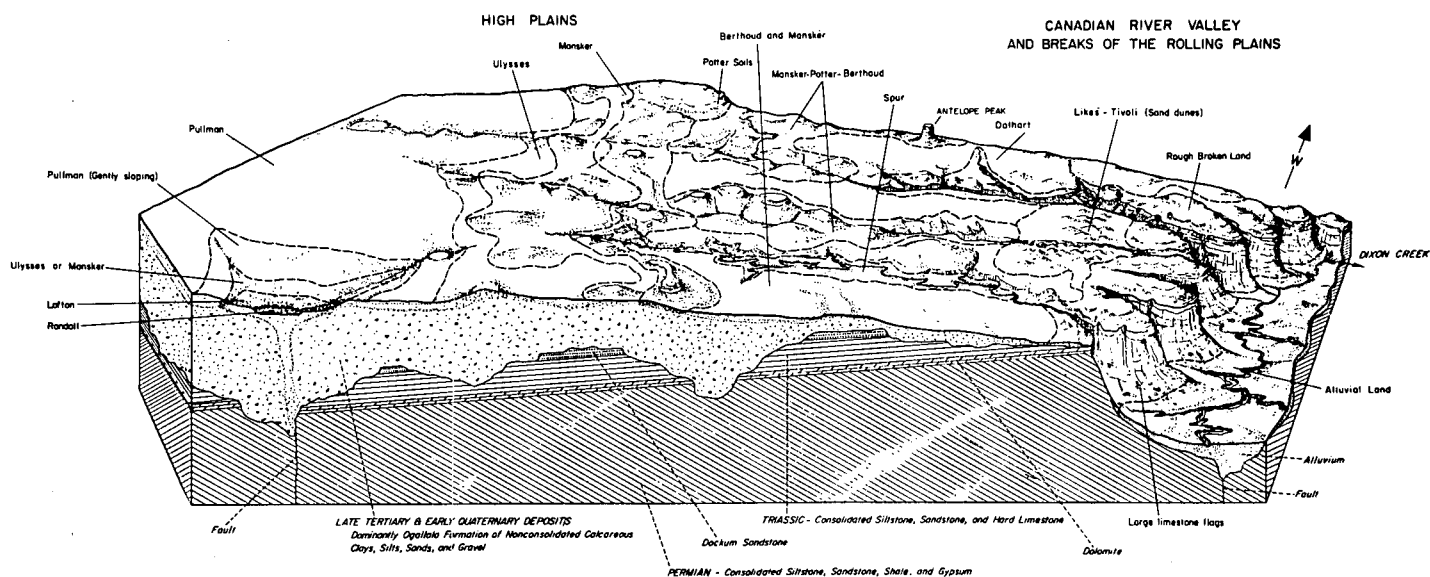 HIGH PLAINS
CANADIAN RIVER VALLEY
AND BREAKS OF THE ROLLING PLAINS
Berthoud and Mansker
Mansker
Ulysses
Potter Soils
Mansker-Potter-Berthoud
Spur
ANTELOPE PEAK
Dalhart
Likes - Tivoli (Sand dunes)
Rough Broken Land
Pullman
W
Pullman (Gently sloping)
DIXON CREEK
Ulysses or Mansker
Lofton
Randall
Alluvial Land
Alluvium
Fault
Large limestone flags
Fault
LATE TERTIARY & EARLY QUATERNARY DEPOSITS
Dominantly Ogallala Formation of Nonconsolidated Calcareous
Clays, Silts, Sands, and Gravel
TRIASSIC - Consolidated Siltstone, Sandstone, and Hard Limestone
Dockum Sandstone
Dolomite
PERMIAN - Consolidated Siltstone, Sandstone, Shale, and Gypsum